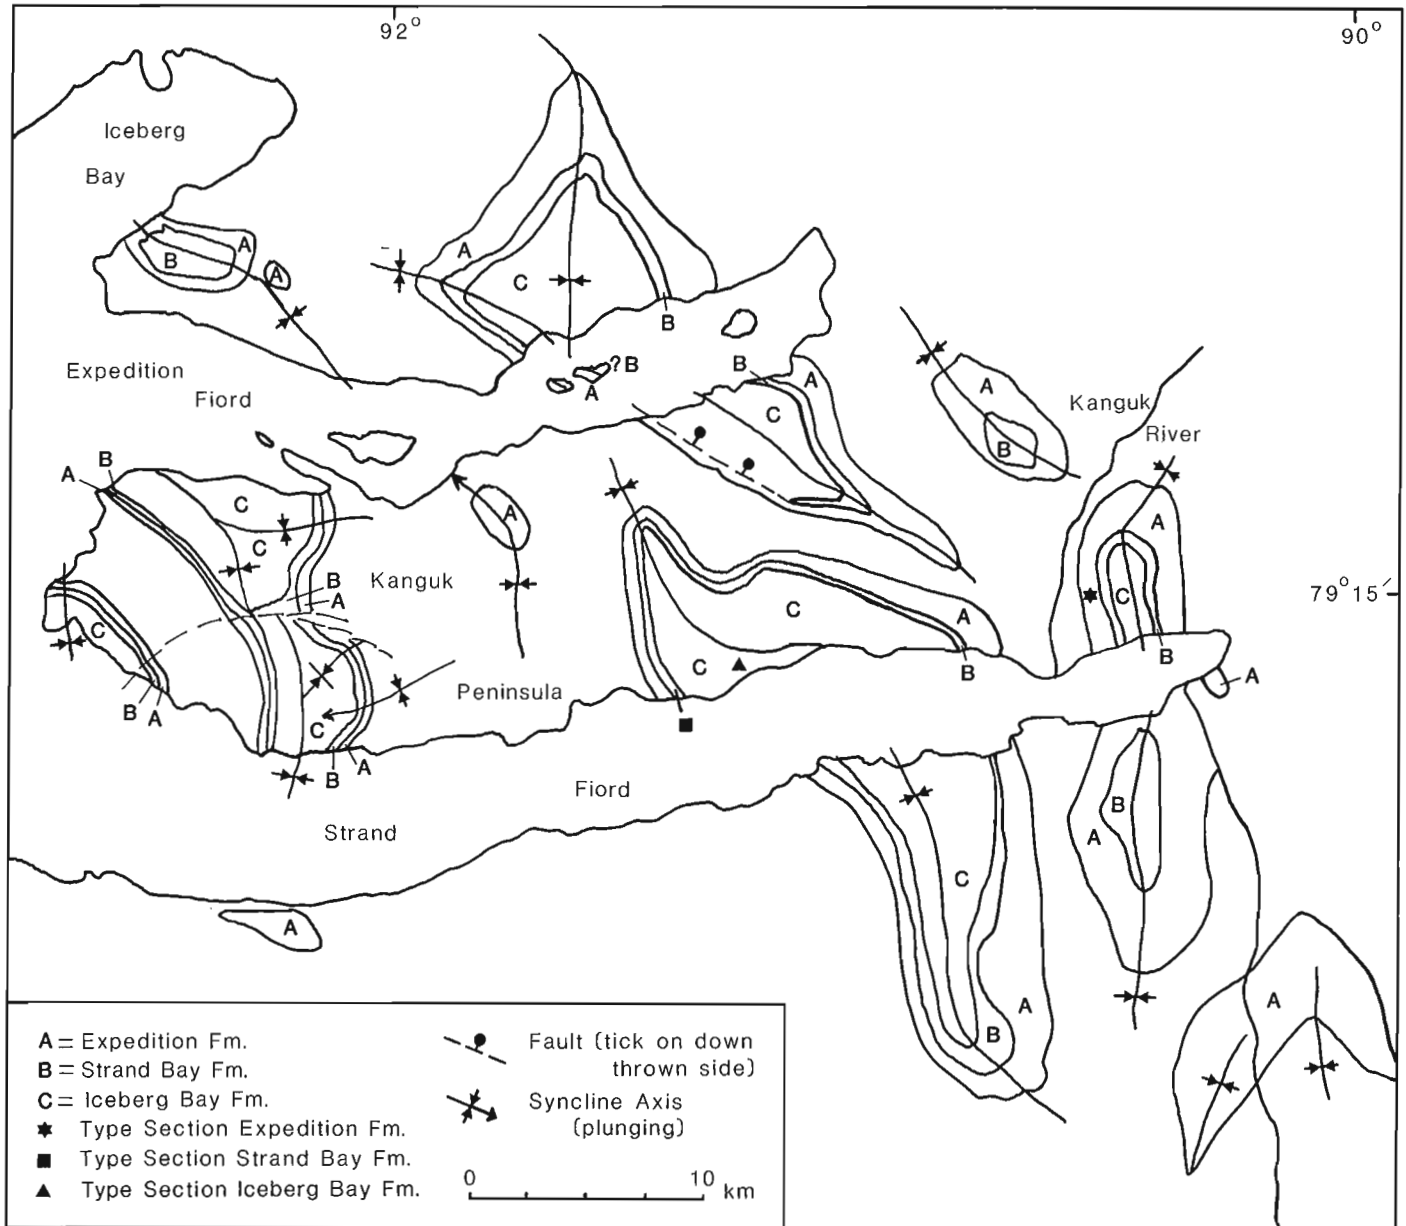 92°
90°
Iceberg
Bay
A
B
A
A
C
B
?B
A
B
A
C
A
B
Kanguk
River
Expedition
Fiord
A
B
C
C
B
A
C
B
A
Kanguk
A
C
C
A
B
Peninsula
A
C
B
79° 15′
A
C
B
A
Fiord
Strand
A
C
A
B
B
A
A
A = Expedition Fm.
B = Strand Bay Fm.
C = Iceberg Bay Fm.
Type Section Expedition Fm.
Type Section Strand Bay Fm.
Type Section Iceberg Bay Fm.
Fault (tick on down
thrown side)
Syncline Axis
(plunging)
0 10 km